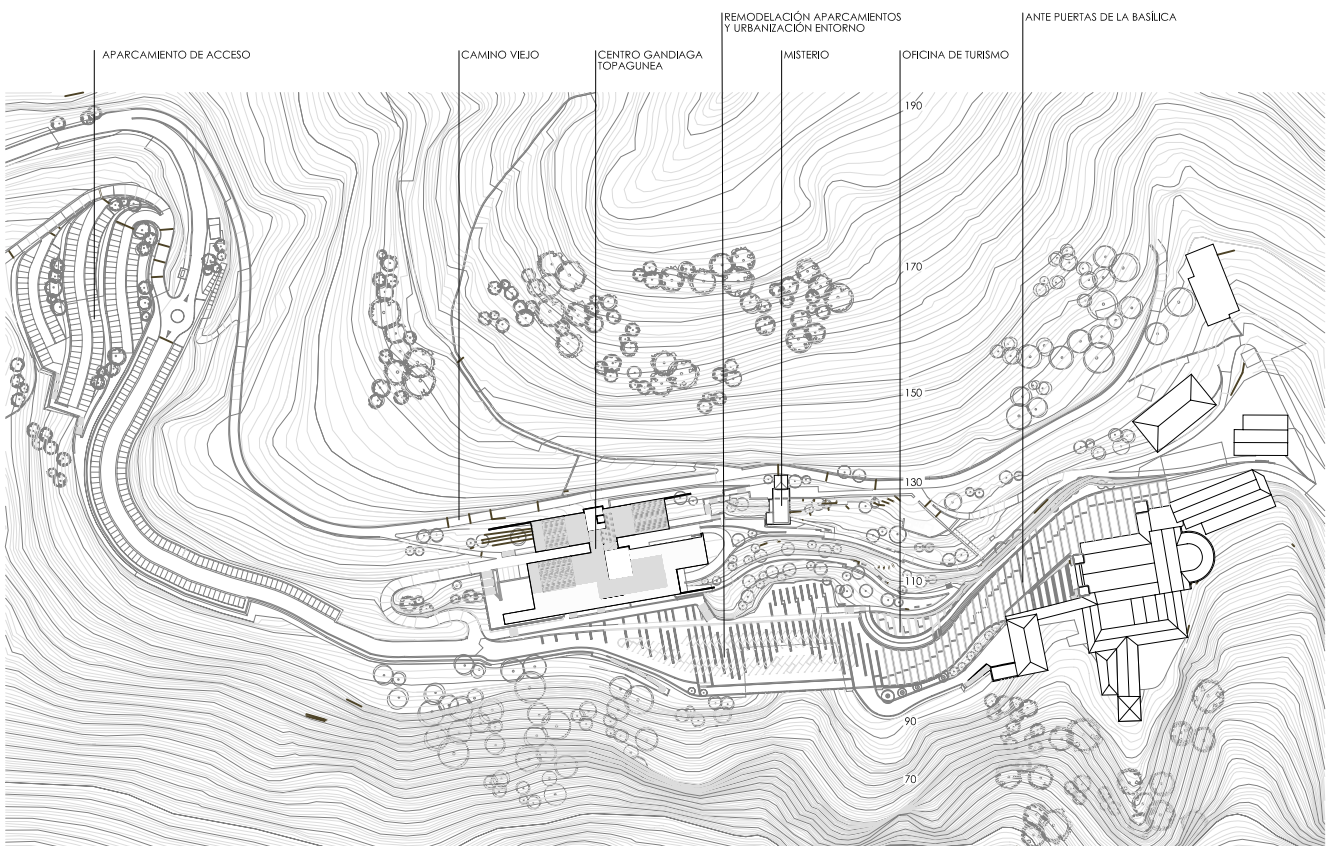 REMODELACIÓN APARCAMIENTOS
Y URBANIZACIÓN ENTORNO
ANTE PUERTAS DE LA BASÍLICA
APARCAMIENTO DE ACCESO
CAMINO VIEJO
CENTRO GANDIAGA
TOPAGUNEA
MISTERIO
OFICINA DE TURISMO
190
170
150
130
110
90
70